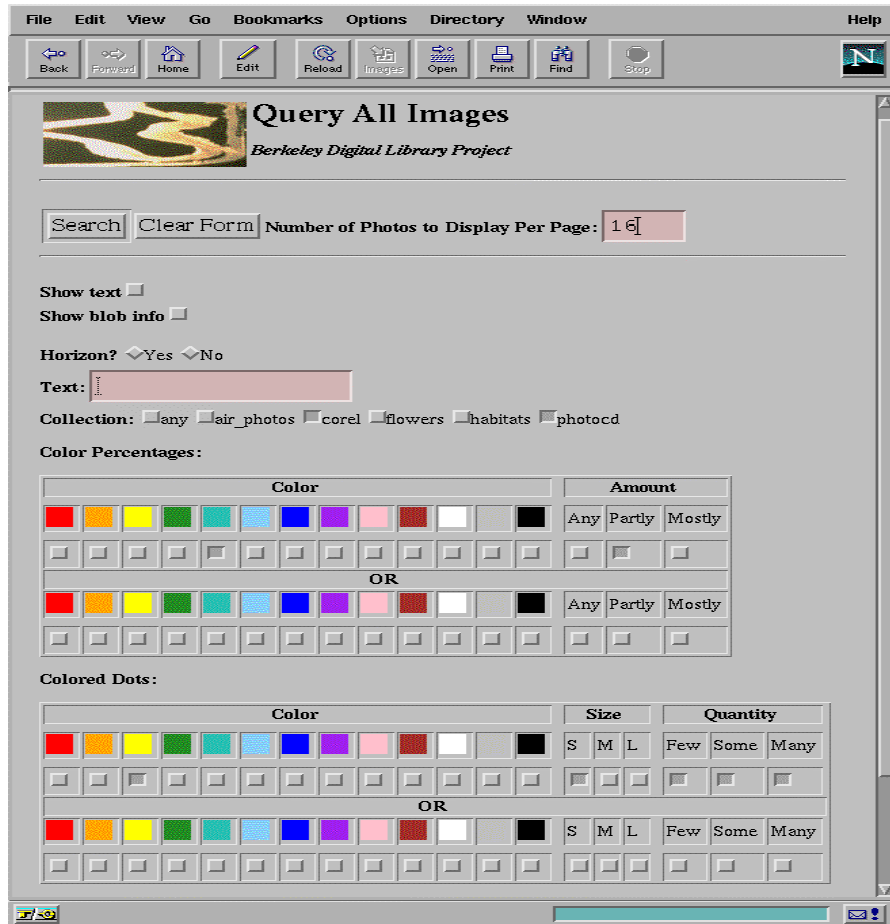 File Edit View Go Bookmarks Options Directory Window Help
Back Forward Home Edit Reload Images Open Print Find Stop N
Query All Images
Berkeley Digital Library Project
Search Clear Form Number of Photos to Display Per Page: 16
Show text
Show blob info
Horizon? Yes No
Text:
Collection: any air_photos corel flowers habitats photocd
Color Percentages:
Color Amount
Any Partly Mostly
OR
Any Partly Mostly
Colored Dots:
Color Size Quantity
S M L Few Some Many
OR
S M L Few Some Many